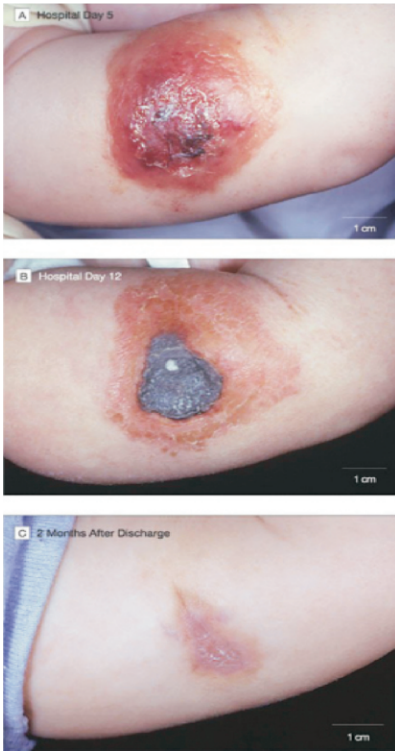 A Hospital Day 5
1 cm
B Hospital Day 12
1 cm
C 2 Months After Discharge
1 cm